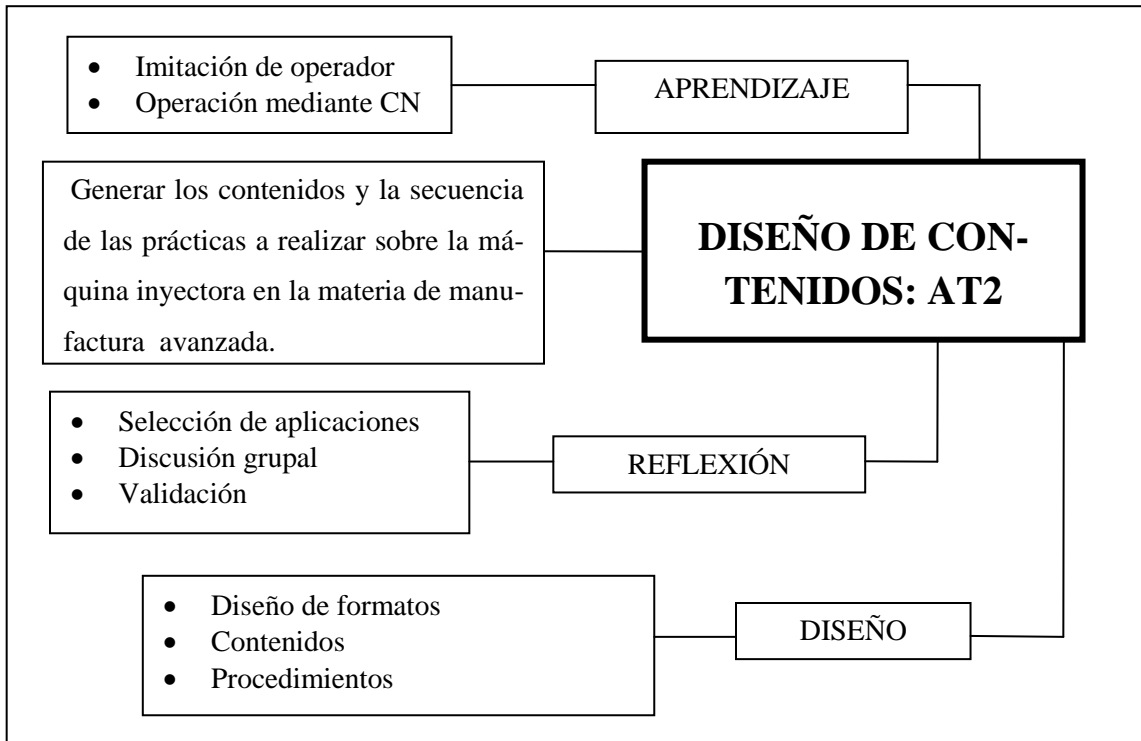 • Imitación de operador
• Operación mediante CN
APRENDIZAJE
Generar los contenidos y la secuencia
de las prácticas a realizar sobre la má-
quina inyectora en la materia de manu-
factura avanzada.
DISEÑO DE CON-
TENIDOS: AT2
• Selección de aplicaciones
• Discusión grupal
• Validación
REFLEXIÓN
• Diseño de formatos
• Contenidos
• Procedimientos
DISEÑO